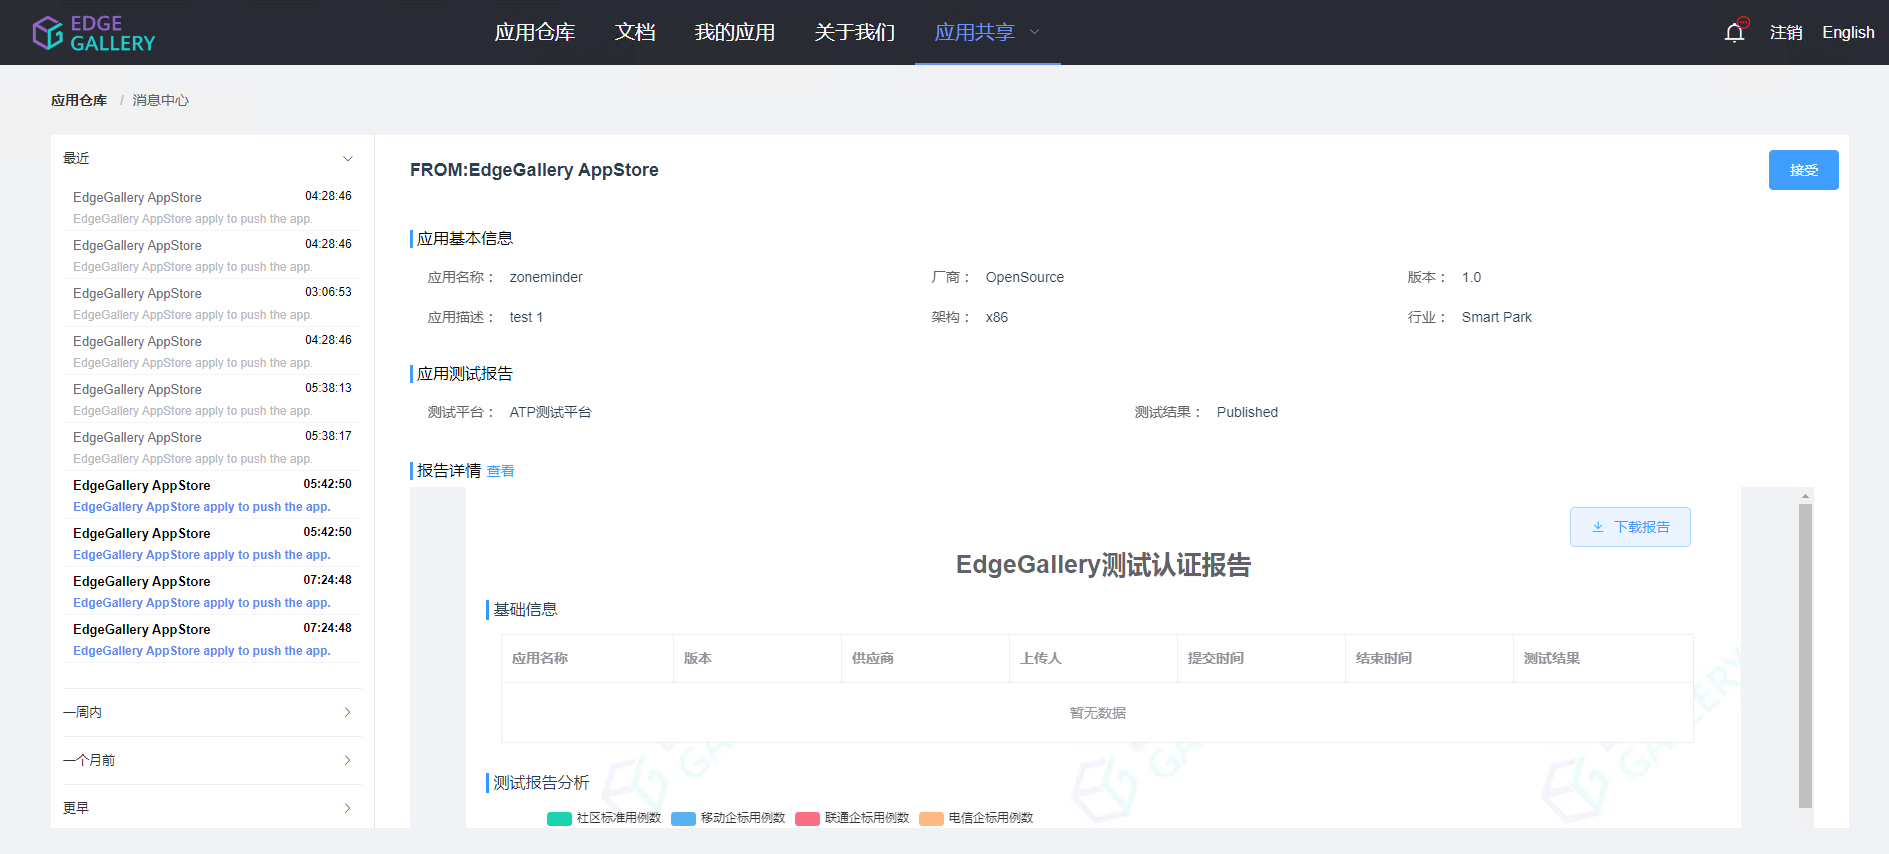 EDGE
GALLERY
应用仓库 文档 我的应用 关于我们 应用共享
注销 English
应用仓库 / 消息中心
最近
EdgeGallery AppStore 04:28:46
EdgeGallery AppStore apply to push the app.
EdgeGallery AppStore 04:28:46
EdgeGallery AppStore apply to push the app.
EdgeGallery AppStore 03:06:53
EdgeGallery AppStore apply to push the app.
EdgeGallery AppStore 04:28:46
EdgeGallery AppStore apply to push the app.
EdgeGallery AppStore 05:38:13
EdgeGallery AppStore apply to push the app.
EdgeGallery AppStore 05:38:17
EdgeGallery AppStore apply to push the app.
EdgeGallery AppStore 05:42:50
EdgeGallery AppStore apply to push the app.
EdgeGallery AppStore 05:42:50
EdgeGallery AppStore apply to push the app.
EdgeGallery AppStore 07:24:48
EdgeGallery AppStore apply to push the app.
EdgeGallery AppStore 07:24:48
EdgeGallery AppStore apply to push the app.
一周内
一个月前
更早
FROM:EdgeGallery AppStore
接受
应用基本信息
应用名称： zoneminder 厂商： OpenSource 版本： 1.0
应用描述： test 1 架构： x86 行业： Smart Park
应用测试报告
测试平台： ATP测试平台 测试结果： Published
报告详情 查看
下载报告
EdgeGallery测试认证报告
基础信息
应用名称 版本 供应商 上传人 提交时间 结束时间 测试结果
暂无数据
测试报告分析
社区标准用例数 移动企标用例数 联通企标用例数 电信企标用例数